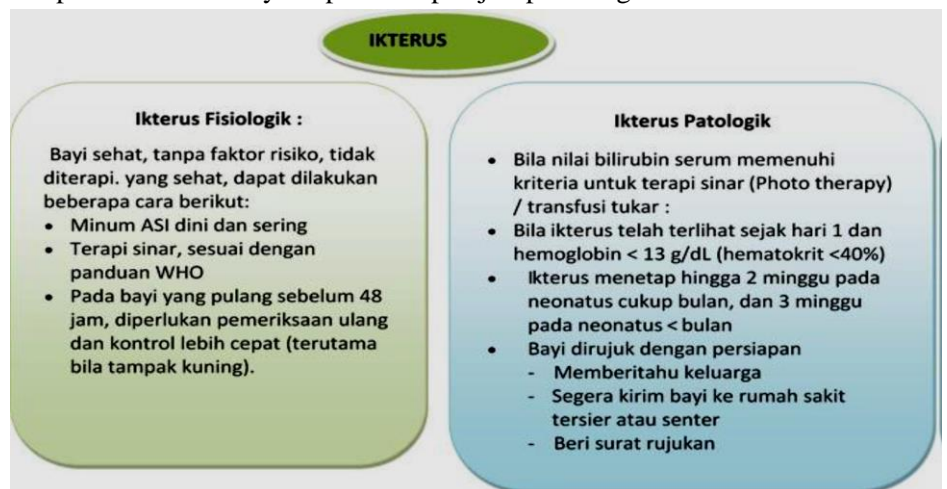 IKTERUS
Ikterus Fisiologik :
Bayi sehat, tanpa faktor risiko, tidak
diterapi. yang sehat, dapat dilakukan
beberapa cara berikut:
• Minum ASI dini dan sering
• Terapi sinar, sesuai dengan
panduan WHO
• Pada bayi yang pulang sebelum 48
jam, diperlukan pemeriksaan ulang
dan kontrol lebih cepat (terutama
bila tampak kuning).
Ikterus Patologik
• Bila nilai bilirubin serum memenuhi
kriteria untuk terapi sinar (Photo therapy)
/ transfusi tukar :
• Bila ikterus telah terlihat sejak hari 1 dan
hemoglobin < 13 g/dL (hematokrit <40%)
• Ikterus menetap hingga 2 minggu pada
neonatus cukup bulan, dan 3 minggu
pada neonatus < bulan
• Bayi dirujuk dengan persiapan
- Memberitahu keluarga
- Segera kirim bayi ke rumah sakit
tersier atau senter
- Beri surat rujukan